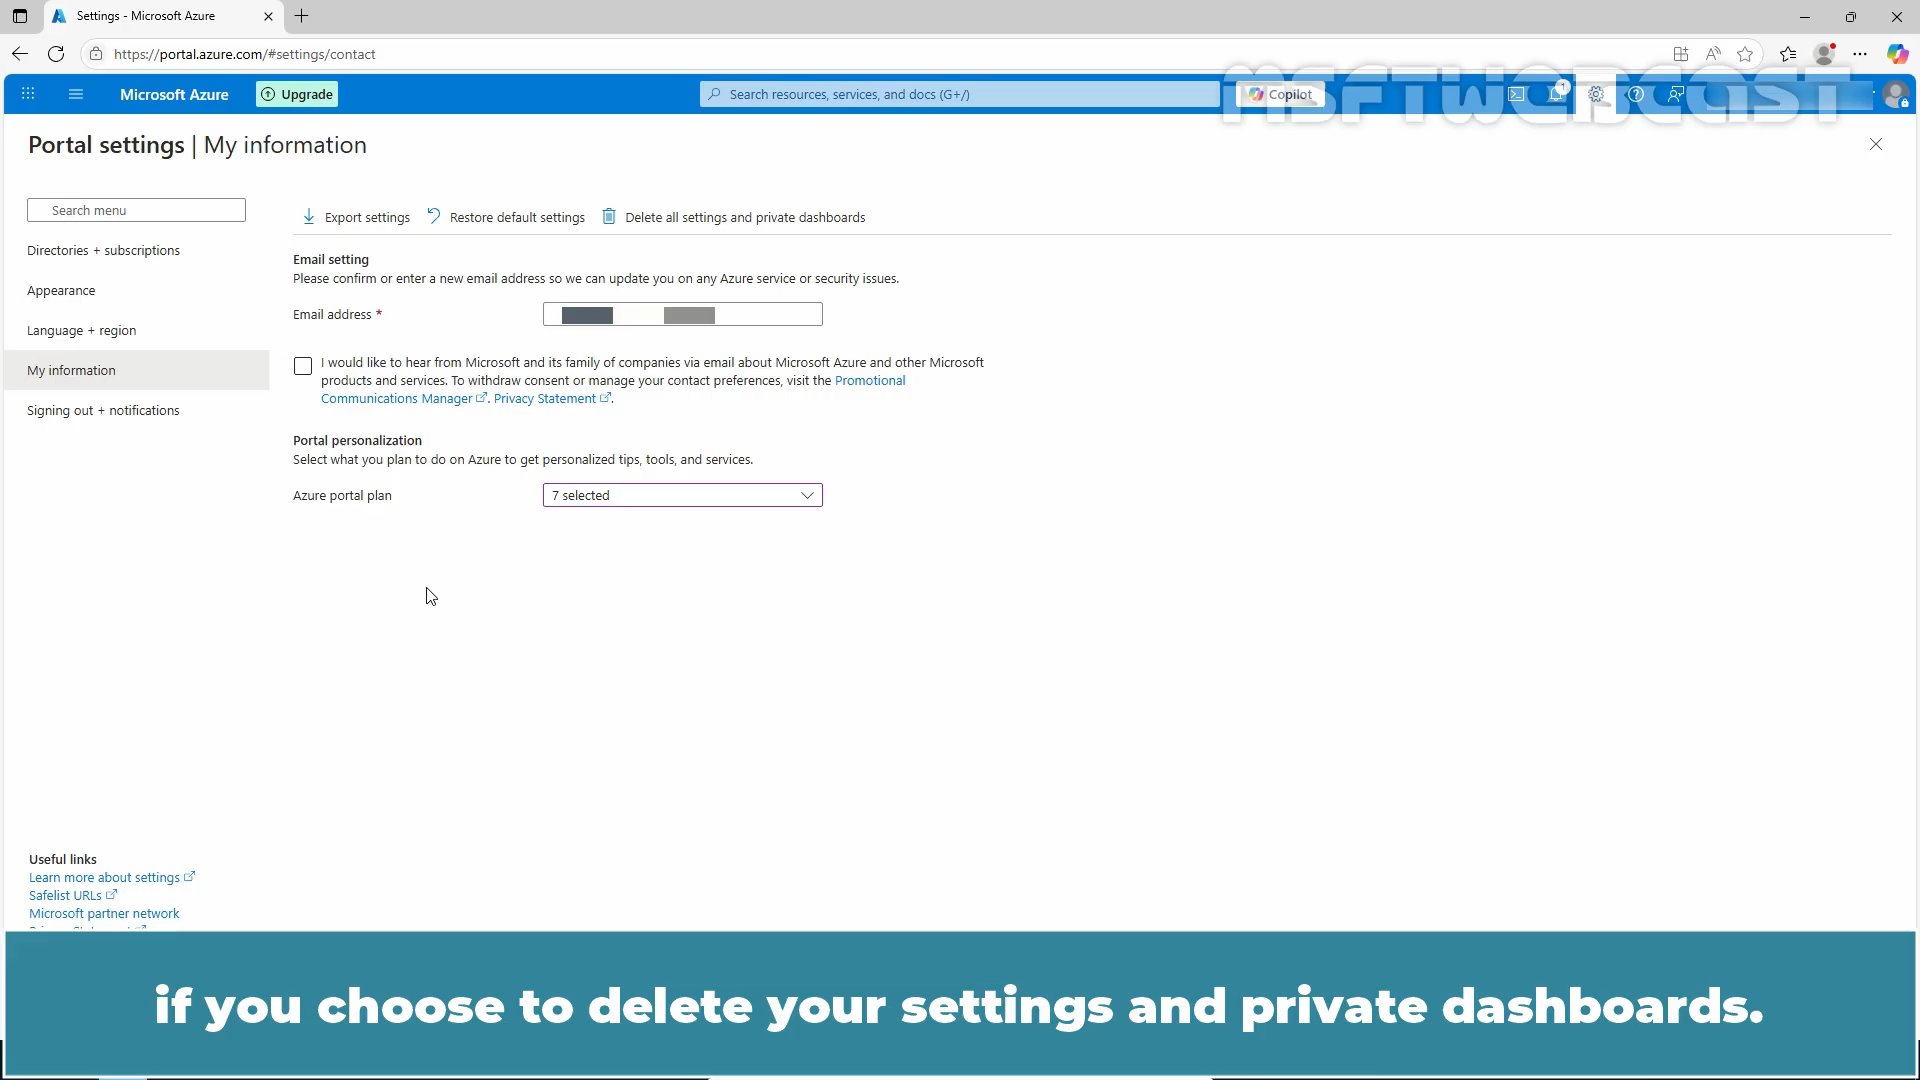 Settings - Microsoft Azure
https://portal.azure.com/#settings/contact
Microsoft Azure
Upgrade
Search resources, services, and docs (G+/)
Copilot
1
MSFTWEBCAST
Portal settings | My information
Search menu
Directories + subscriptions
Appearance
Language + region
My information
Signing out + notifications
Export settings
Restore default settings
Delete all settings and private dashboards
Email setting
Please confirm or enter a new email address so we can update you on any Azure service or security issues.
Email address *
I would like to hear from Microsoft and its family of companies via email about Microsoft Azure and other Microsoft
products and services. To withdraw consent or manage your contact preferences, visit the Promotional
Communications Manager . Privacy Statement .
Portal personalization
Select what you plan to do on Azure to get personalized tips, tools, and services.
Azure portal plan
7 selected
Useful links
Learn more about settings
Safelist URLs
Microsoft partner network
if you choose to delete your settings and private dashboards.